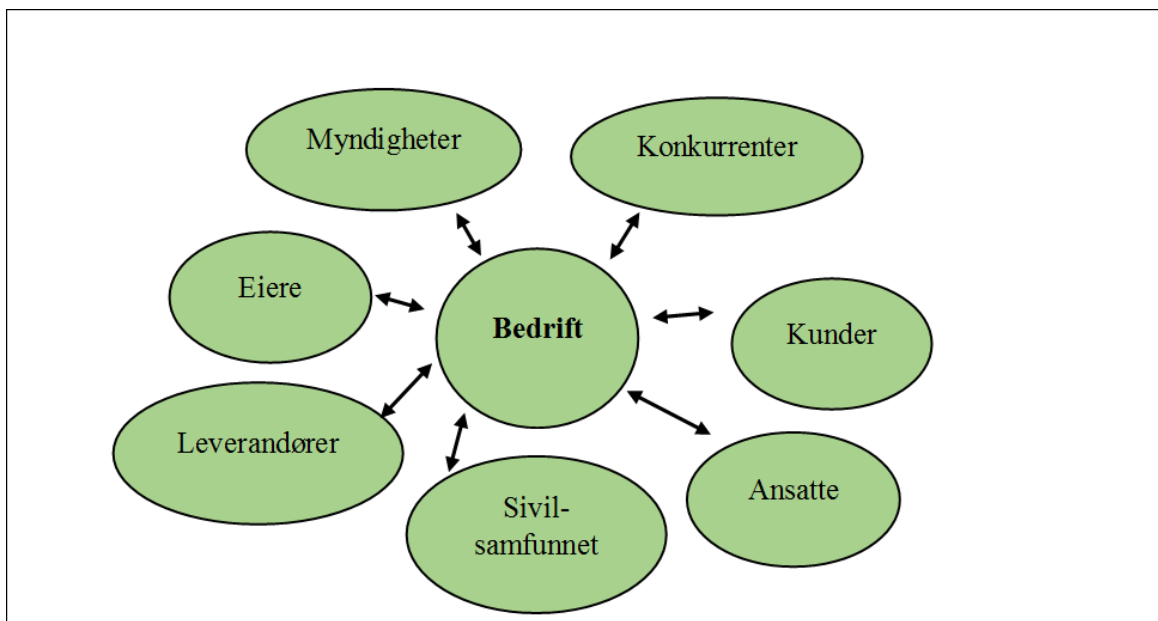 Myndigheter
Konkurrenter
Eiere
Bedrift
Kunder
Leverandører
Ansatte
Sivil-
samfunnet